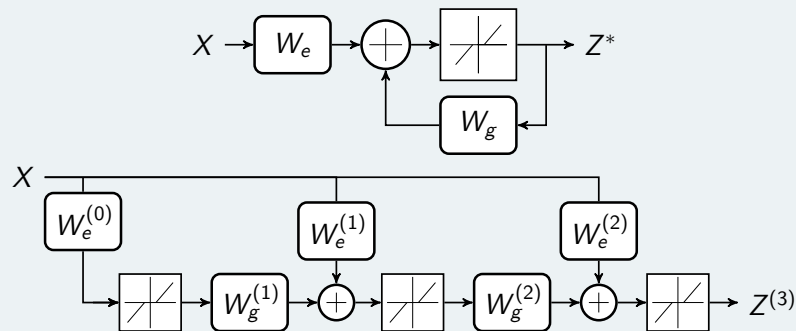 X W_e + Z*
W_g
X
W_e^{(0)} W_e^{(1)} W_e^{(2)}
W_g^{(1)} + W_g^{(2)} + Z^{(3)}